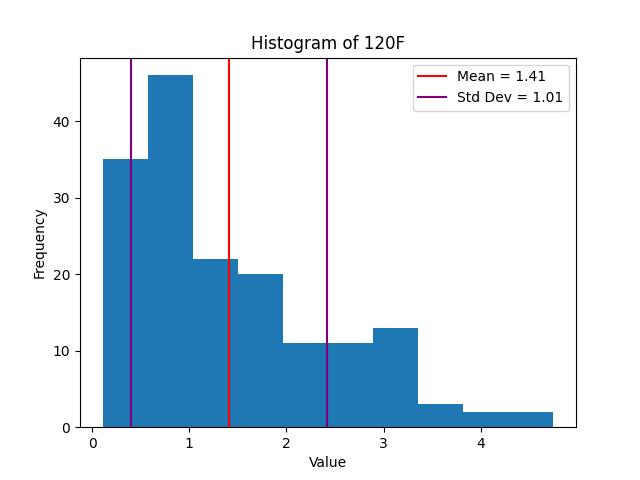 Histogram of 120F
Mean = 1.41
Std Dev = 1.01
Frequency
40
30
20
10
0
0 1 2 3 4
Value